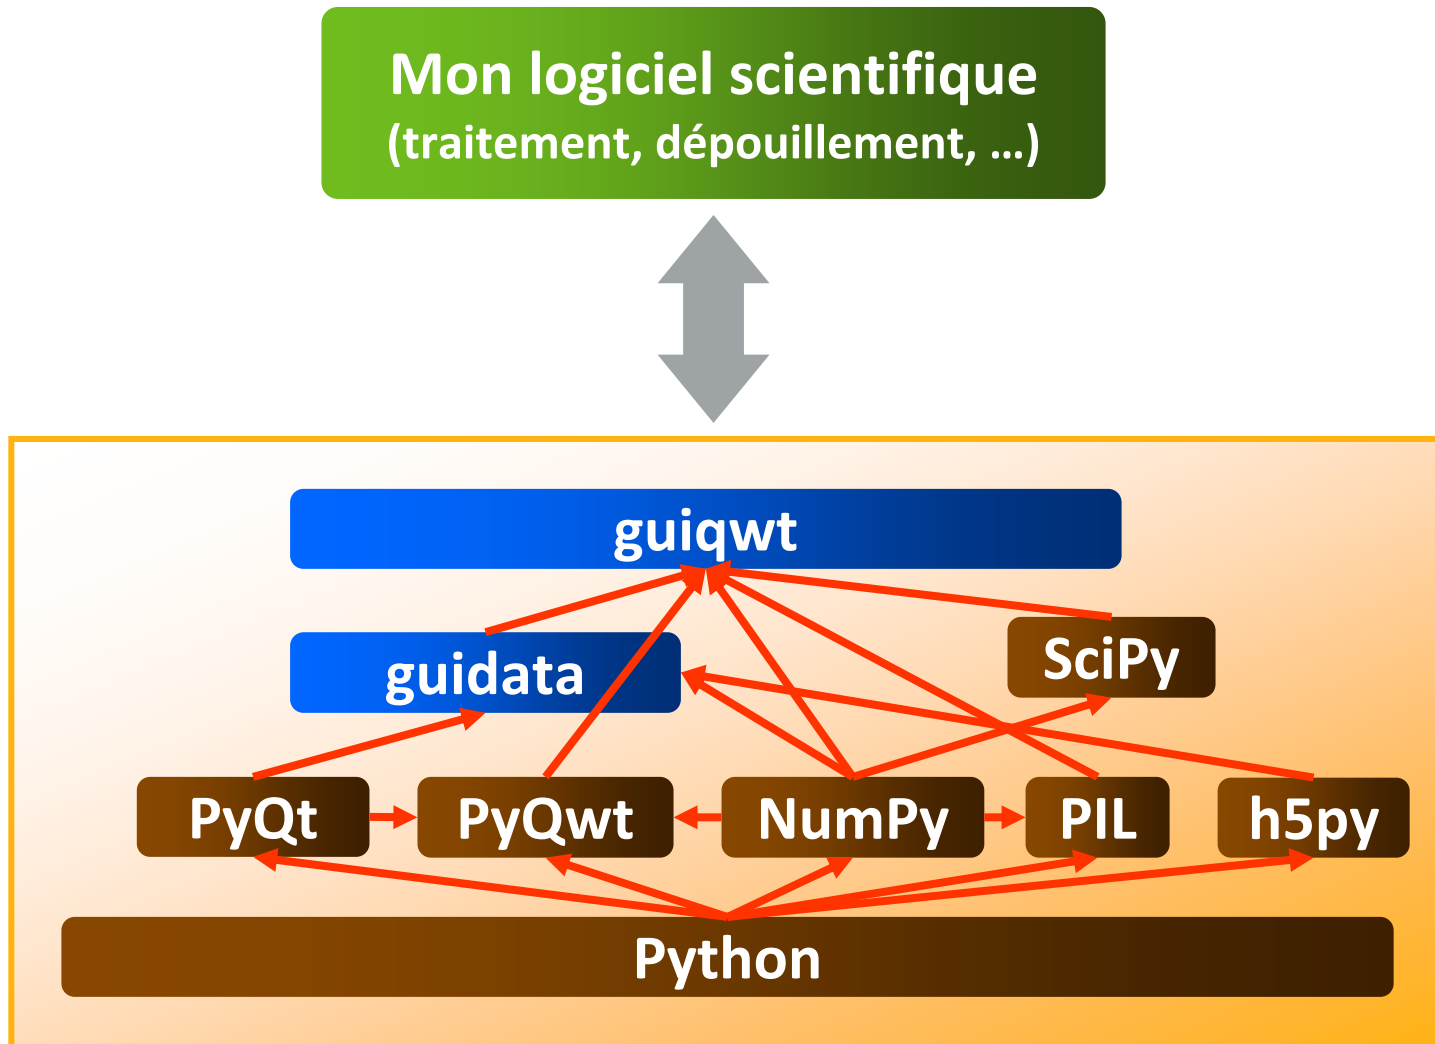 Mon logiciel scientifique
(traitement, dépouillement, …)
guiqwt
guidata
SciPy
PyQt
PyQwt
NumPy
PIL
h5py
Python